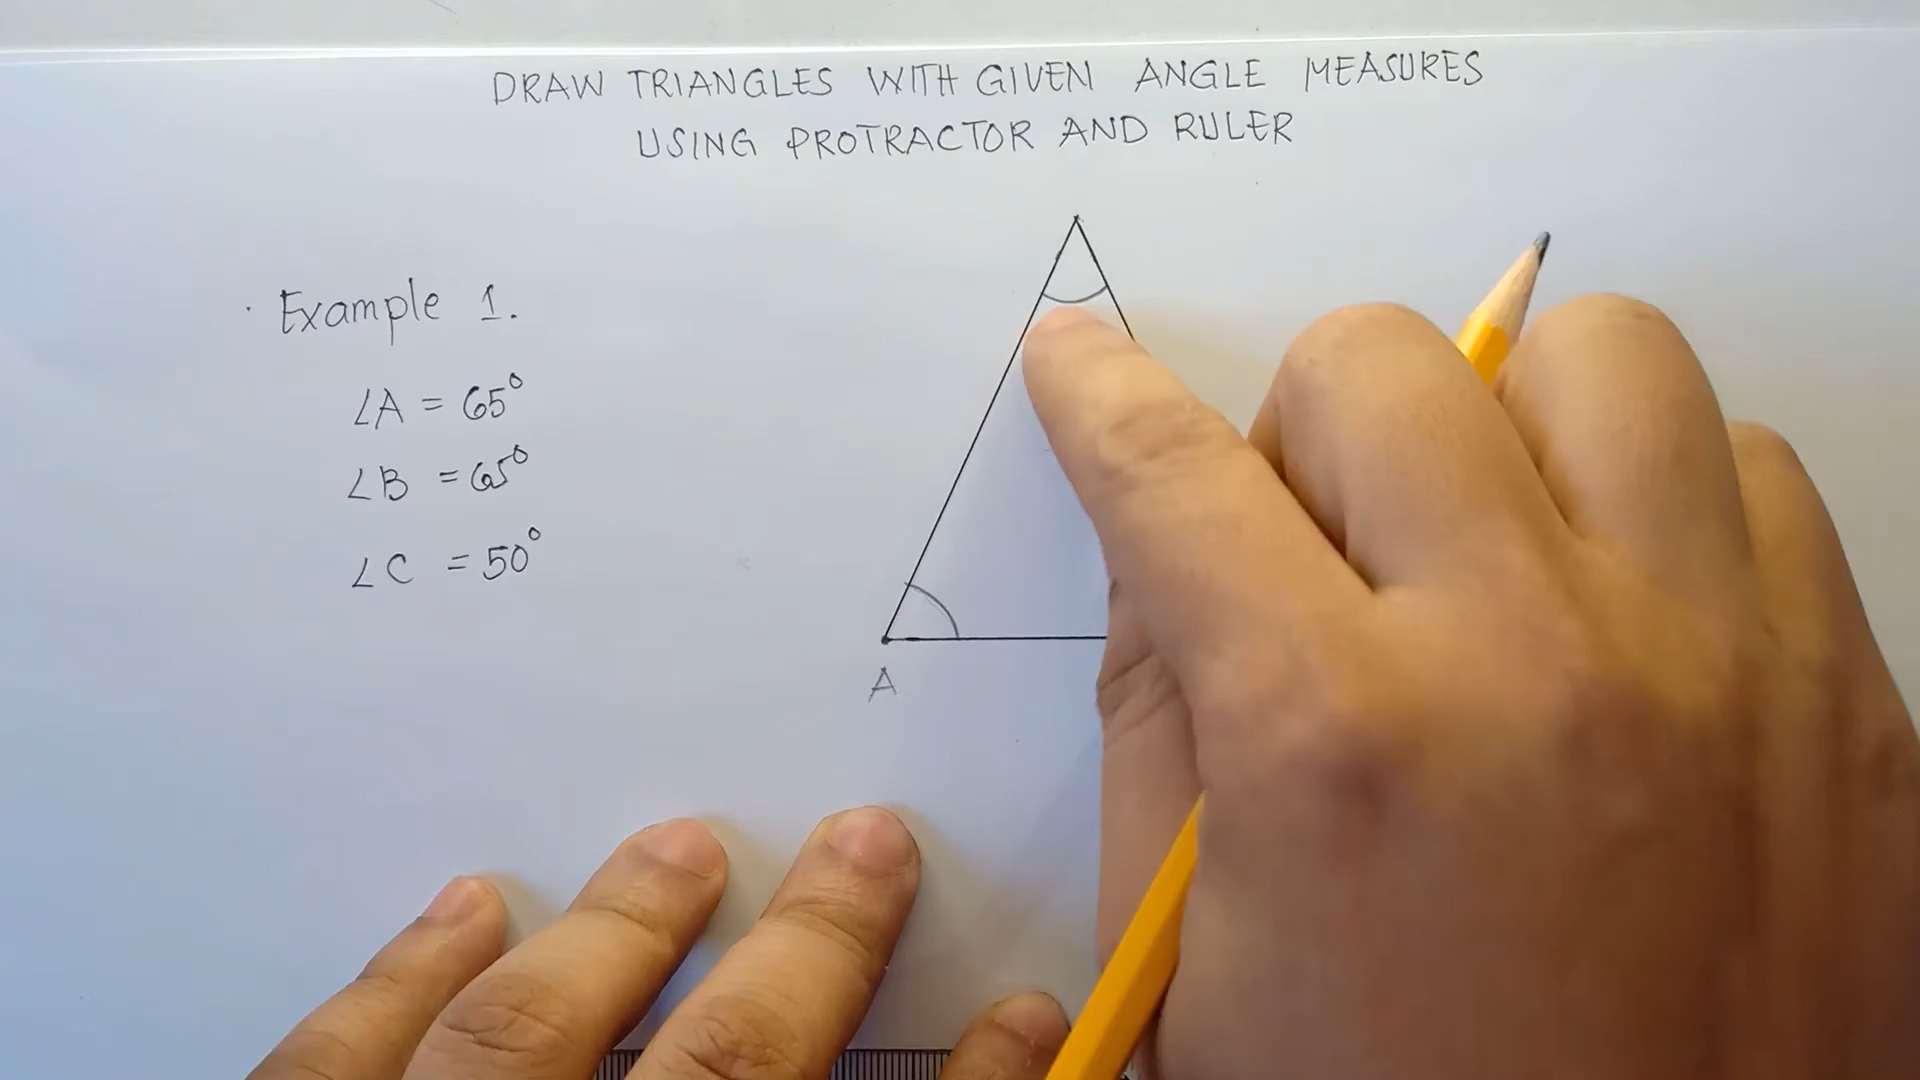 DRAW TRIANGLES WITH GIVEN ANGLE MEASURES
USING PROTRACTOR AND RULER
Example 1.
∠A = 65°
∠B = 65°
∠C = 50°
A